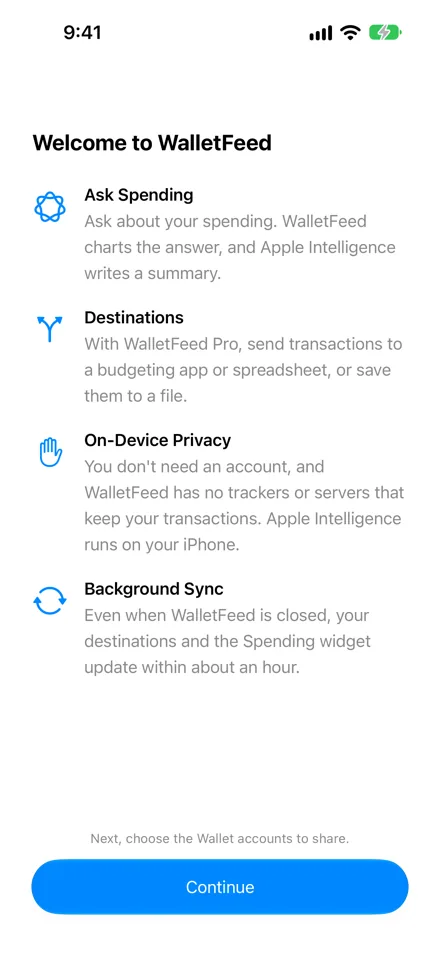 9:41
Welcome to WalletFeed
Ask Spending
Ask about your spending. WalletFeed
charts the answer, and Apple Intelligence
writes a summary.
Destinations
With WalletFeed Pro, send transactions to
a budgeting app or spreadsheet, or save
them to a file.
On-Device Privacy
You don't need an account, and
WalletFeed has no trackers or servers that
keep your transactions. Apple Intelligence
runs on your iPhone.
Background Sync
Even when WalletFeed is closed, your
destinations and the Spending widget
update within about an hour.
Next, choose the Wallet accounts to share.
Continue